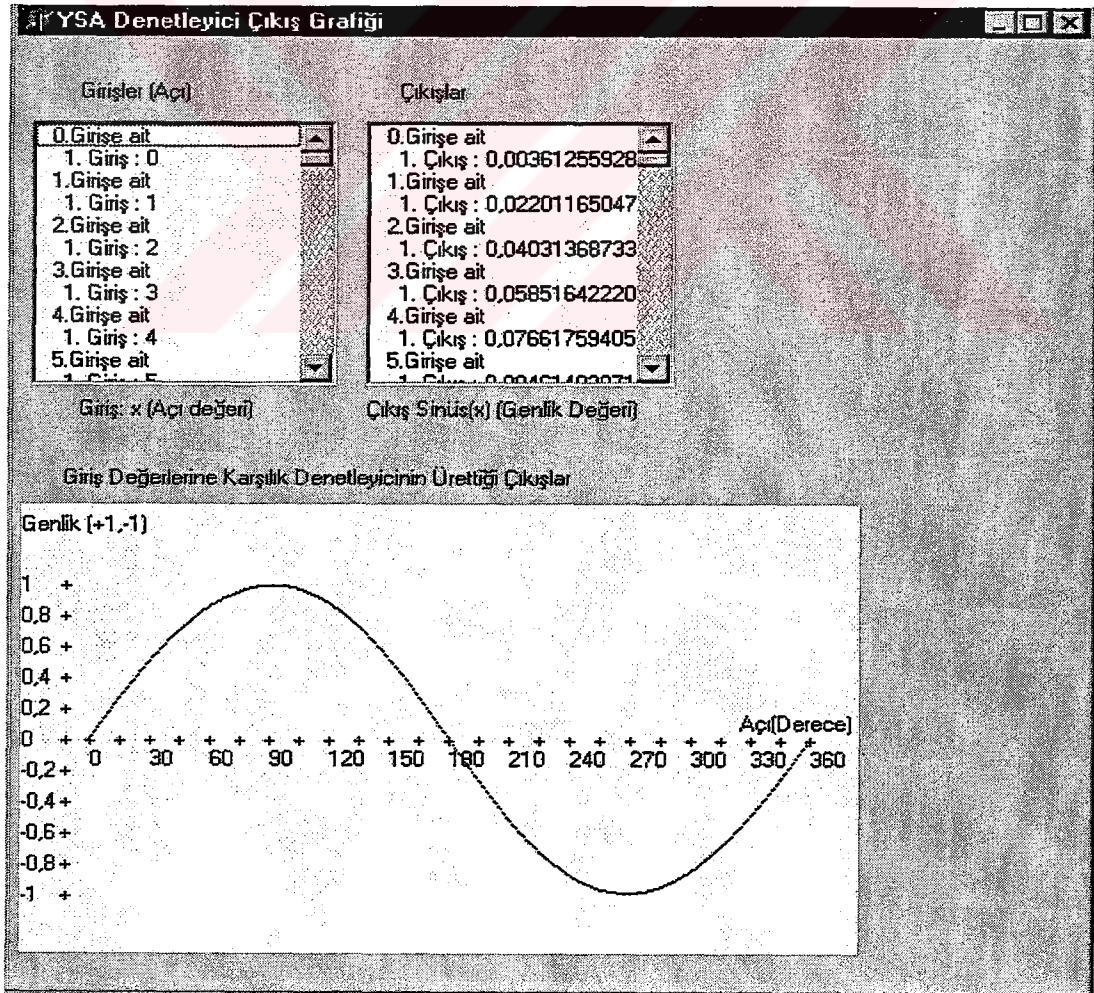 YSA Denetleyici Çıkış Grafiği
Girişler (Açı)
0.Girişe ait
1. Giriş : 0
1.Girişe ait
1. Giriş : 1
2.Girişe ait
1. Giriş : 2
3.Girişe ait
1. Giriş : 3
4.Girişe ait
1. Giriş : 4
5.Girişe ait
1. Giriş : 5
Giriş: x (Açı değeri)
Çıkışlar
0.Girişe ait
1. Çıkış : 0,00361255928
1.Girişe ait
1. Çıkış : 0,02201165047
2.Girişe ait
1. Çıkış : 0,04031368733
3.Girişe ait
1. Çıkış : 0,05851642220
4.Girişe ait
1. Çıkış : 0,07661759405
5.Girişe ait
1. Çıkış :
Çıkış Sinüs(x) (Genlik Değeri)
Giriş Değerlerine Karşılık Denetleyicinin Ürettiği Çıkışlar
Genlik (+1,-1)
1
0,8
0,6
0,4
0,2
0
-0,2
-0,4
-0,6
-0,8
-1
Açı(Derece)
0 30 60 90 120 150 180 210 240 270 300 330 360